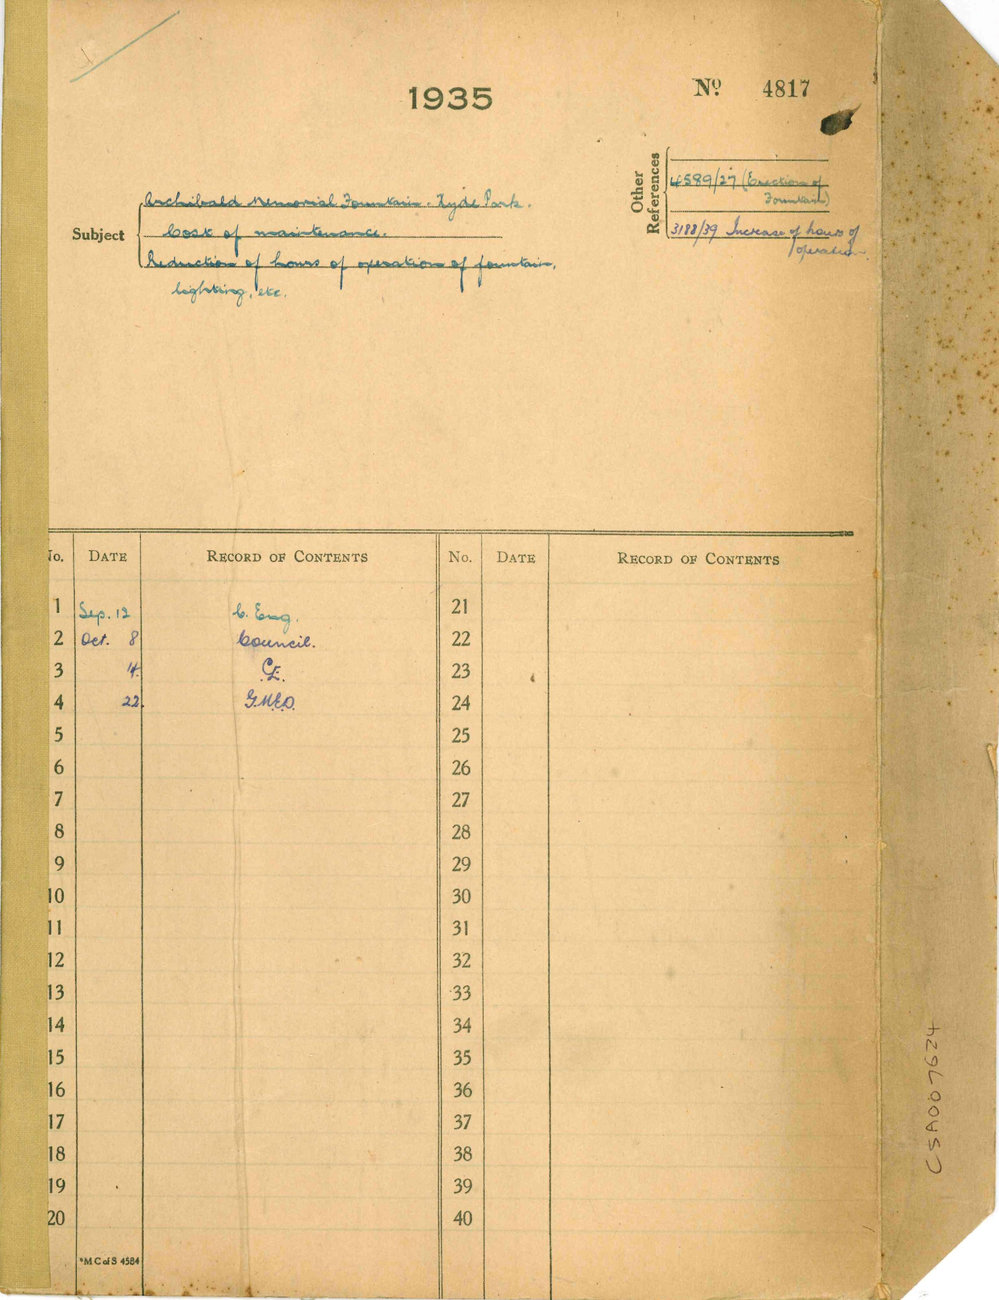 1935
Nº 4817
Other References
4589/27 (Erection of
Fountain)
3188/39 Increase of hours of
operation.
Subject
Archibald Memorial Fountain - Hyde Park.
Cost of maintenance.
Reduction of hours of operation of fountain,
lighting, etc.
No. DATE RECORD OF CONTENTS No. DATE RECORD OF CONTENTS
1 Sep. 12 C. Eng. 21
2 Oct. 8 Council. 22
3 14. C.E. 23
4 22. G.M.E.D. 24
5 25
6 26
7 27
8 28
9 29
10 30
11 31
12 32
13 33
14 34
15 35
16 36
17 37
18 38
19 39
20 40
*M C of S 4584
CSA007624